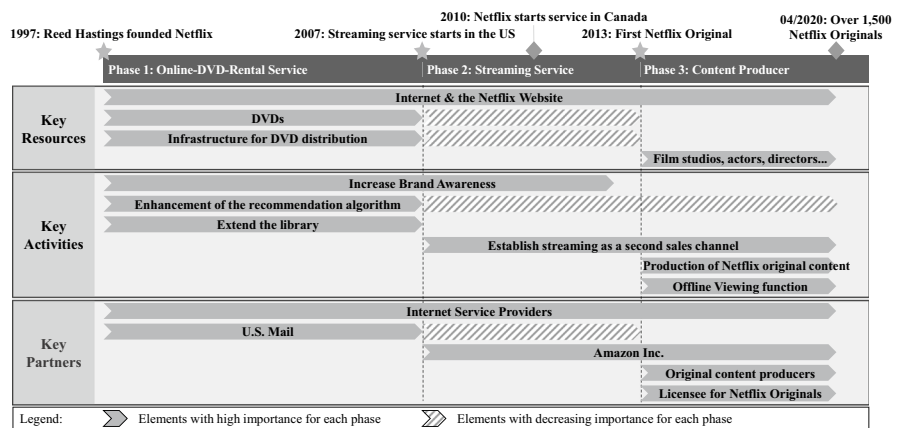 2010: Netflix starts service in Canada
04/2020: Over 1,500
1997: Reed Hastings founded Netflix
2007: Streaming service starts in the US
2013: First Netflix Original
Netflix Originals
Phase 1: Online-DVD-Rental Service
Phase 2: Streaming Service
Phase 3: Content Producer
Key
Resources
Internet & the Netflix Website
DVDs
Infrastructure for DVD distribution
Film studios, actors, directors...
Key
Activities
Increase Brand Awareness
Enhancement of the recommendation algorithm
Extend the library
Establish streaming as a second sales channel
Production of Netflix original content
Offline Viewing function
Key
Partners
Internet Service Providers
U.S. Mail
Amazon Inc.
Original content producers
Licensee for Netflix Originals
Legend:
Elements with high importance for each phase
Elements with decreasing importance for each phase